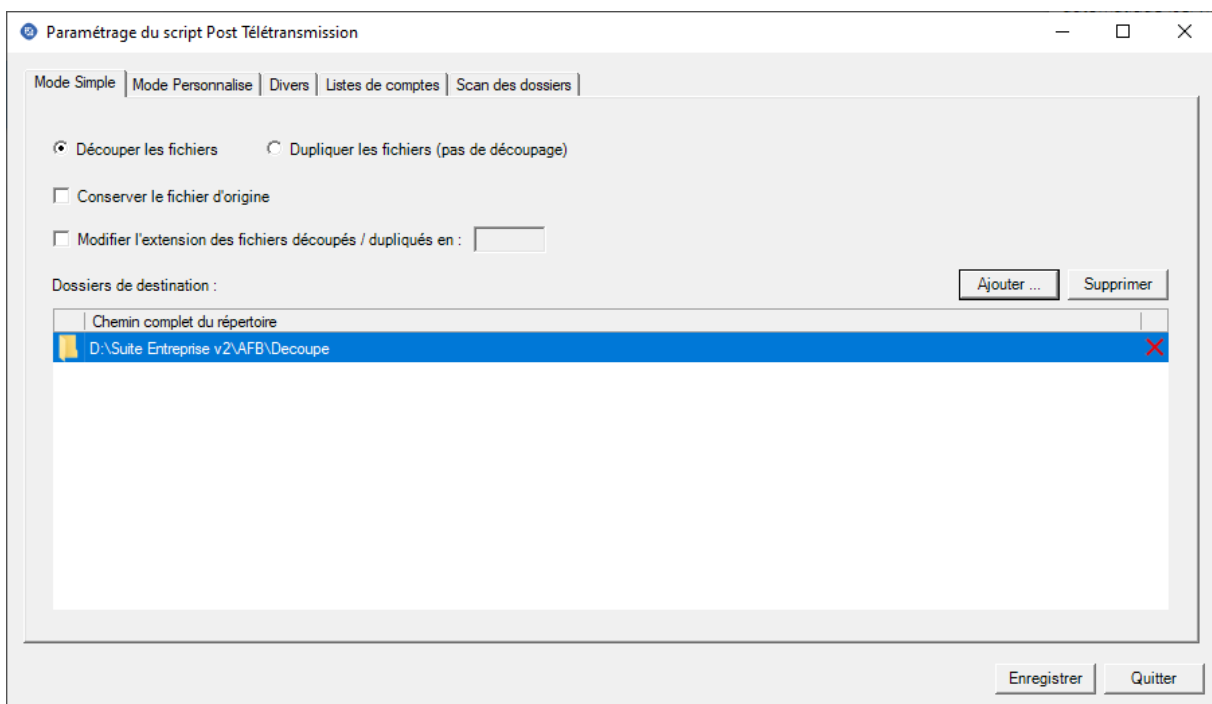 Paramétrage du script Post Télétransmission
Mode Simple Mode Personnalise Divers Listes de comptes Scan des dossiers
Découper les fichiers Dupliquer les fichiers (pas de découpage)
Conserver le fichier d'origine
Modifier l'extension des fichiers découpés / dupliqués en :
Dossiers de destination : Ajouter ... Supprimer
Chemin complet du répertoire
D:\Suite Entreprise v2\AFB\Decoupe
Enregistrer Quitter